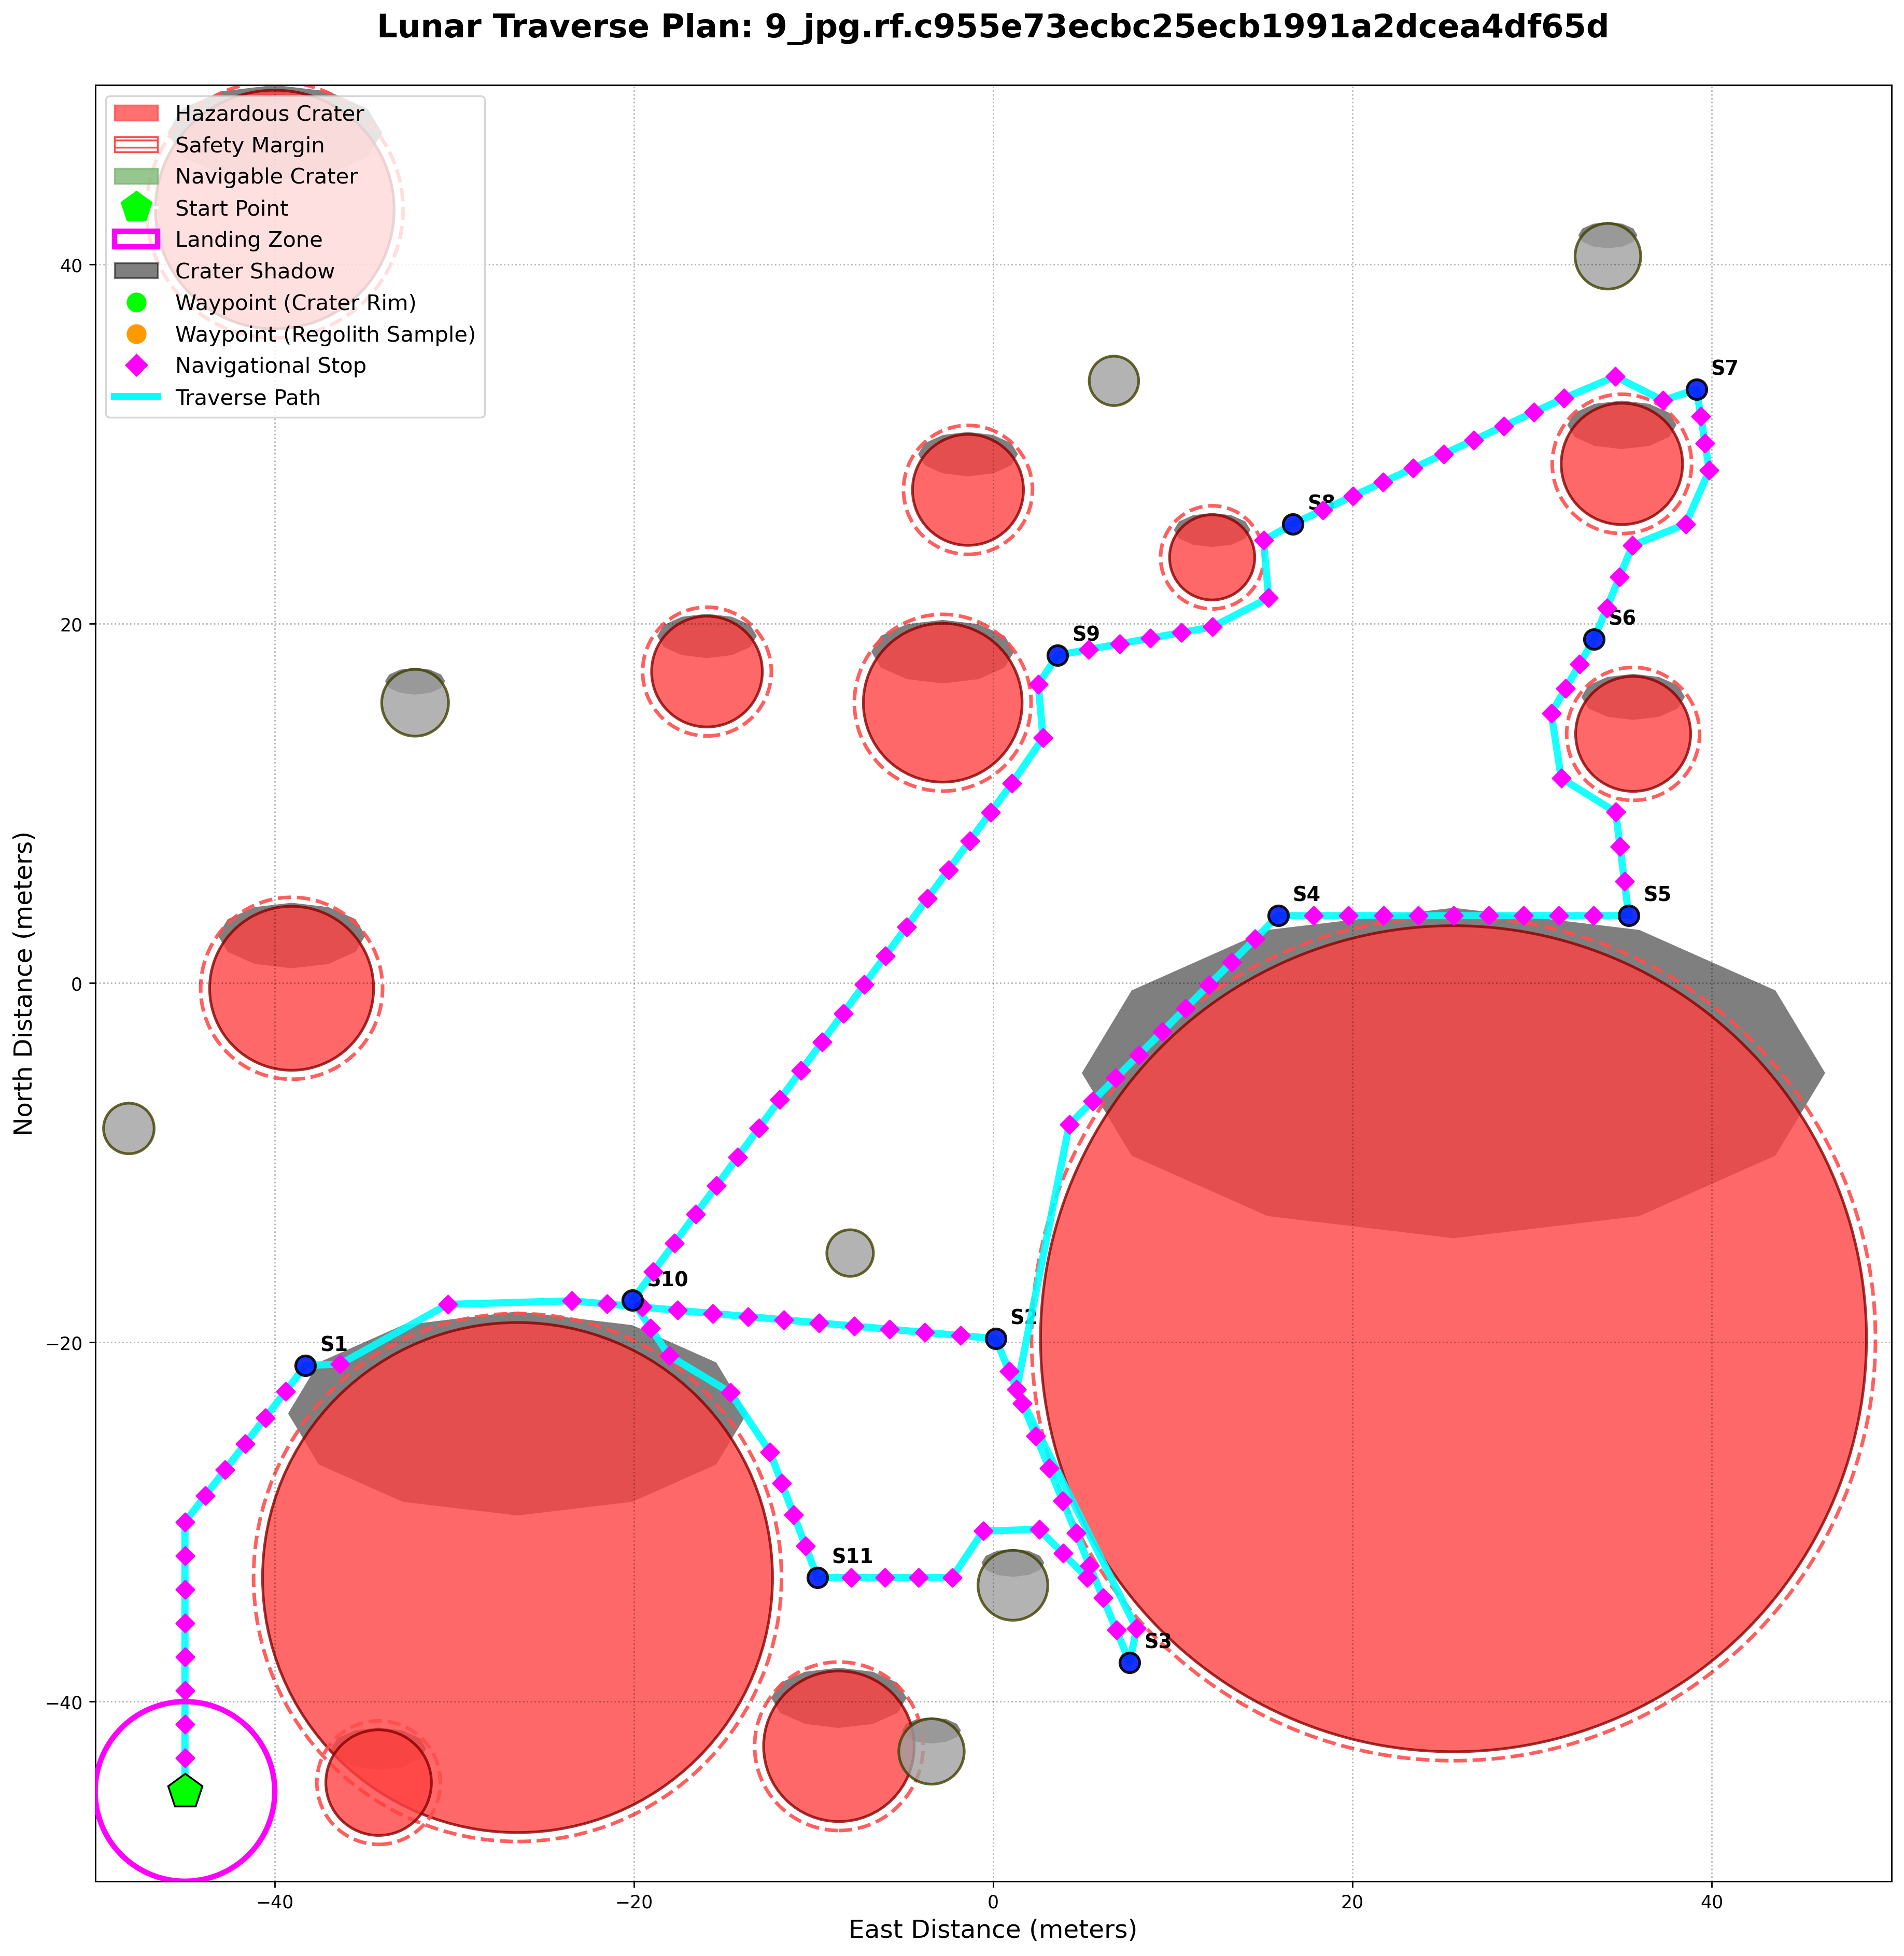 Lunar Traverse Plan: 9_jpg.rf.c955e73ecbc25ecb1991a2dcea4df65d
Hazardous Crater
Safety Margin
Navigable Crater
Start Point
Landing Zone
Crater Shadow
Waypoint (Crater Rim)
Waypoint (Regolith Sample)
Navigational Stop
Traverse Path
S7
S8
S6
S9
S4
S5
S10
S2
S1
S11
S3
40
20
0
−20
−40
−40
−20
0
20
40
North Distance (meters)
East Distance (meters)